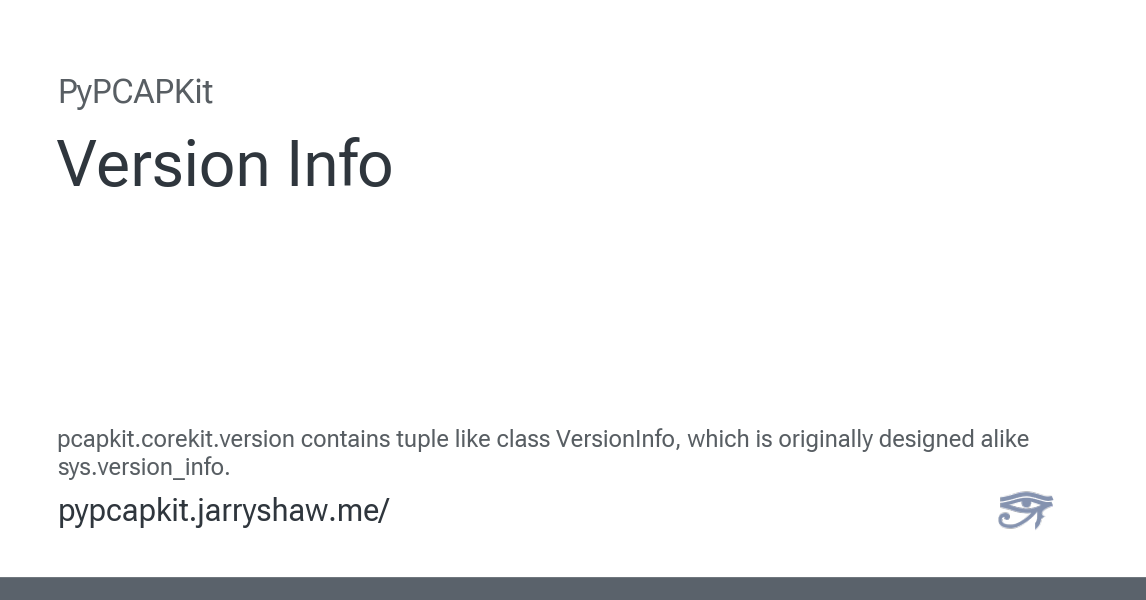 PyPCAPKit
Version Info
pcapkit.corekit.version contains tuple like class VersionInfo, which is originally designed alike
sys.version_info.
pypcapkit.jarryshaw.me/